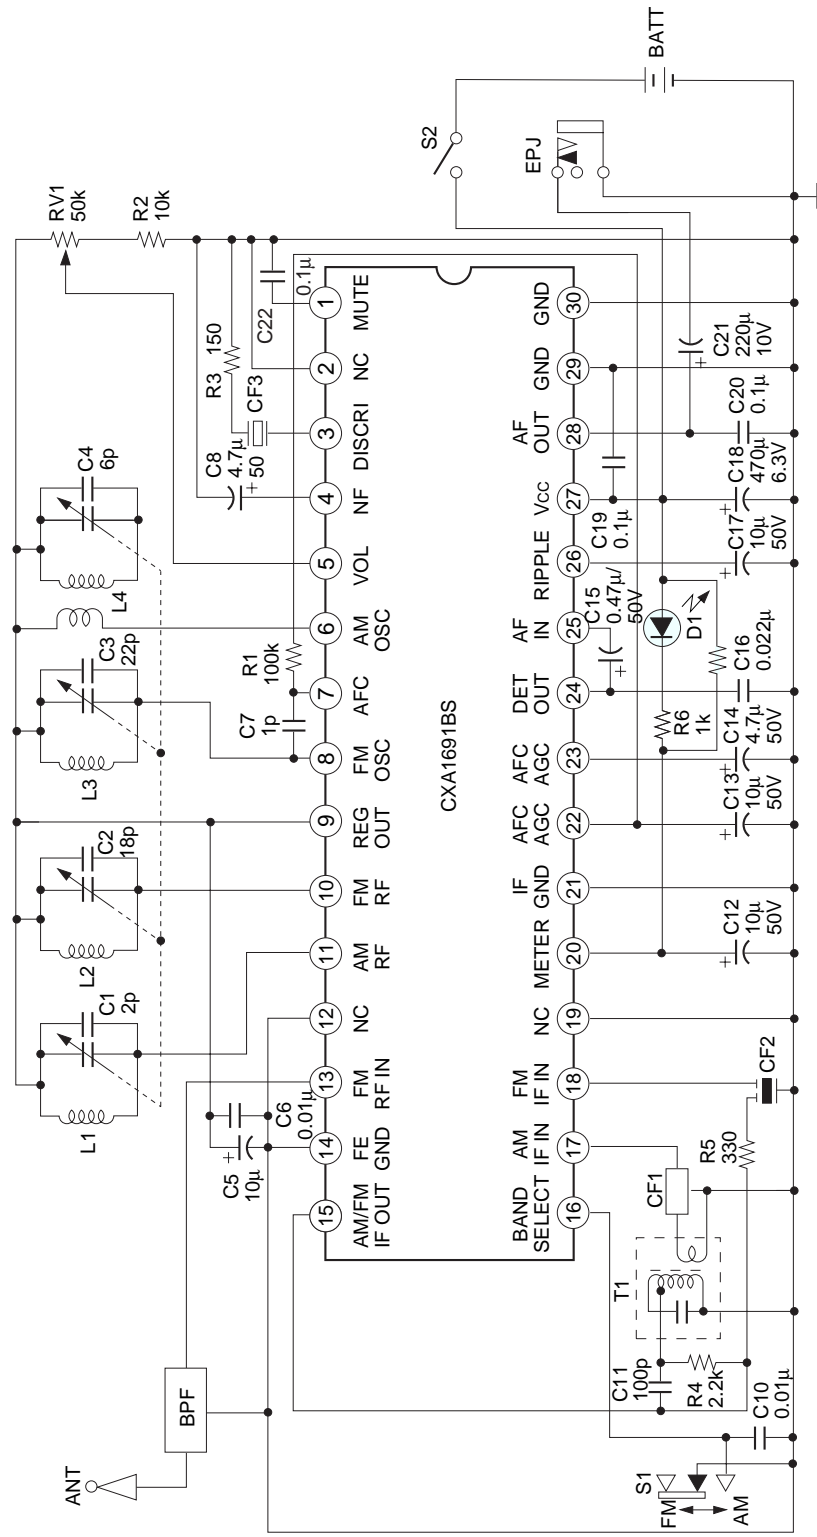 ANT
BPF
L1
C1
2p
L2
C2
18p
L3
C3
22p
L4
C4
6p
RV1
50k
R2
10k
C5
10µ
C6
0.01µ
C7
1p
R1
100k
C8
4.7µ
50
R3
150
CF3
C22
0.1µ
15
14
13
12
11
10
9
8
7
6
5
4
3
2
1
AM/FM
IF OUT
FE
GND
FM
RF IN
NC
AM
RF
FM
RF
REG
OUT
FM
OSC
AFC
AM
OSC
VOL
NF
DISCRI
NC
MUTE
CXA1691BS
BAND
SELECT
AM
IF IN
FM
IF IN
NC
METER
IF
GND
AFC
AGC
AFC
AGC
DET
OUT
AF
IN
RIPPLE
Vcc
AF
OUT
GND
GND
16
17
18
19
20
21
22
23
24
25
26
27
28
29
30
T1
CF1
C11
100p
R4
2.2k
R5
330
CF2
S1
FM
AM
C10
0.01µ
C12
10µ
50V
C13
10µ
50V
C14
4.7µ
50V
R6
1k
D1
C15
0.47µ/
50V
C16
0.022µ
C17
10µ
50V
C18
470µ
6.3V
C19
0.1µ
C20
0.1µ
C21
220µ
10V
S2
EPJ
BATT